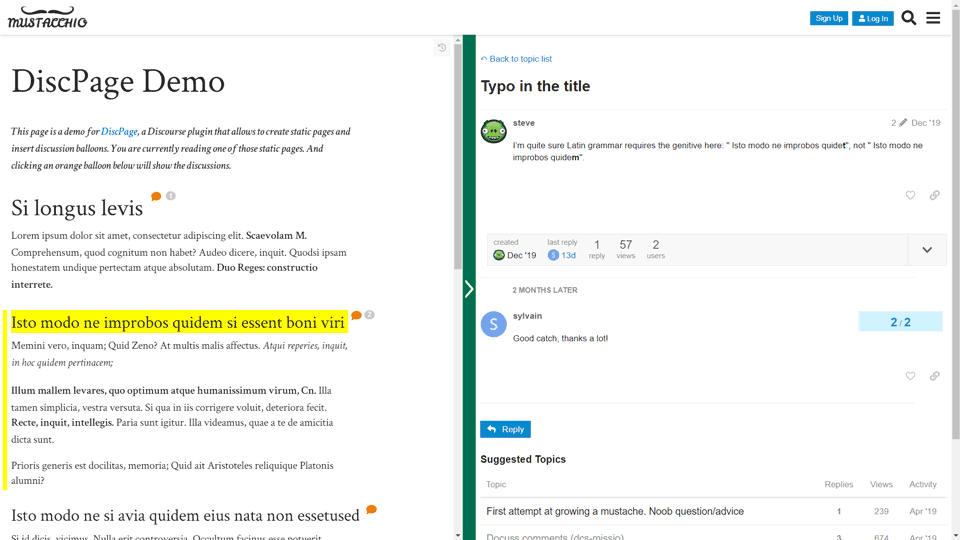 MUSTACCHIO
Sign Up
Log In
DiscPage Demo
This page is a demo for DiscPage, a Discourse plugin that allows to create static pages and
insert discussion balloons. You are currently reading one of those static pages. And
clicking an orange balloon below will show the discussions.
Si longus levis
1
Lorem ipsum dolor sit amet, consectetur adipiscing elit. Scaevolam M.
Comprehensum, quod cognitum non habet? Audeo dicere, inquit. Quodsi ipsam
honestatem undique pertectam atque absolutam. Duo Reges: constructio
interrete.
Isto modo ne improbos quidem si essent boni viri
2
Memini vero, inquam; Quid Zeno? At multis malis affectus. Atqui reperies, inquit,
in hoc quidem pertinacem;
Illum mallem levares, quo optimum atque humanissimum virum, Cn. Illa
tamen simplicia, vestra versuta. Si qua in iis corrigere voluit, deteriora fecit.
Recte, inquit, intellegis. Paria sunt igitur. Illa videamus, quae a te de amicitia
dicta sunt.
Prioris generis est docilitas, memoria; Quid ait Aristoteles reliquique Platonis
alumni?
Isto modo ne si avia quidem eius nata non essetused
Si id dicis, vicimus. Nulla erit controversia. Occultum facinus esse potuerit,
Back to topic list
Typo in the title
steve
2 Dec '19
I'm quite sure Latin grammar requires the genitive here: " Isto modo ne improbos quidet", not " Isto modo ne
improbos quidem".
created
Dec '19
last reply
S 13d
1
reply
57
views
2
users
2 MONTHS LATER
S
sylvain
2 / 2
Good catch, thanks a lot!
Reply
Suggested Topics
Topic Replies Views Activity
First attempt at growing a mustache. Noob question/advice 1 239 Apr '19
Discuss comments (dcs-missio) 3 674 Apr '19